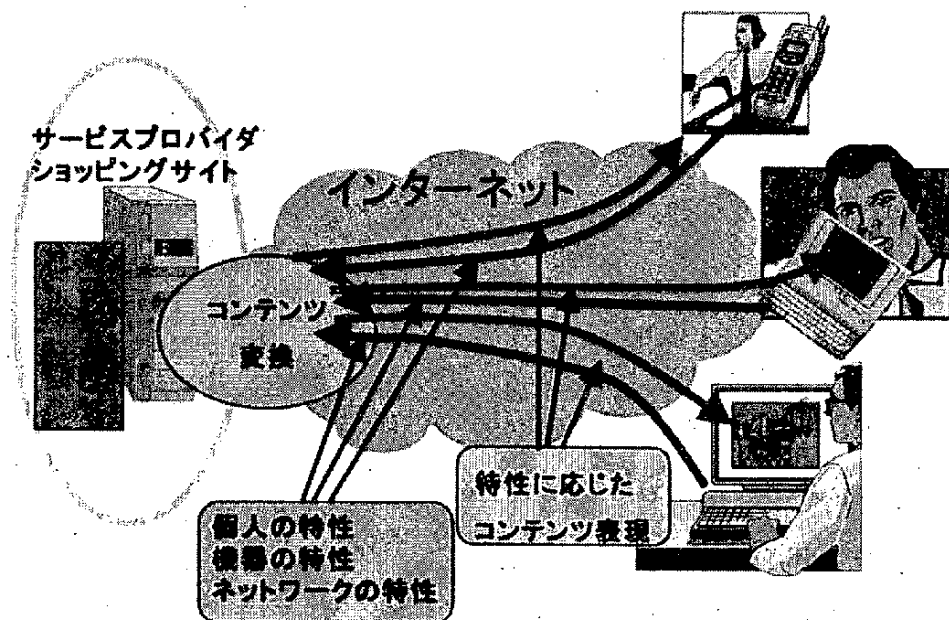 サービスプロバイダ
ショッピングサイト
インターネット
コンテンツ
変換
特性に応じた
コンテンツ表現
個人の特性
機器の特性
ネットワークの特性